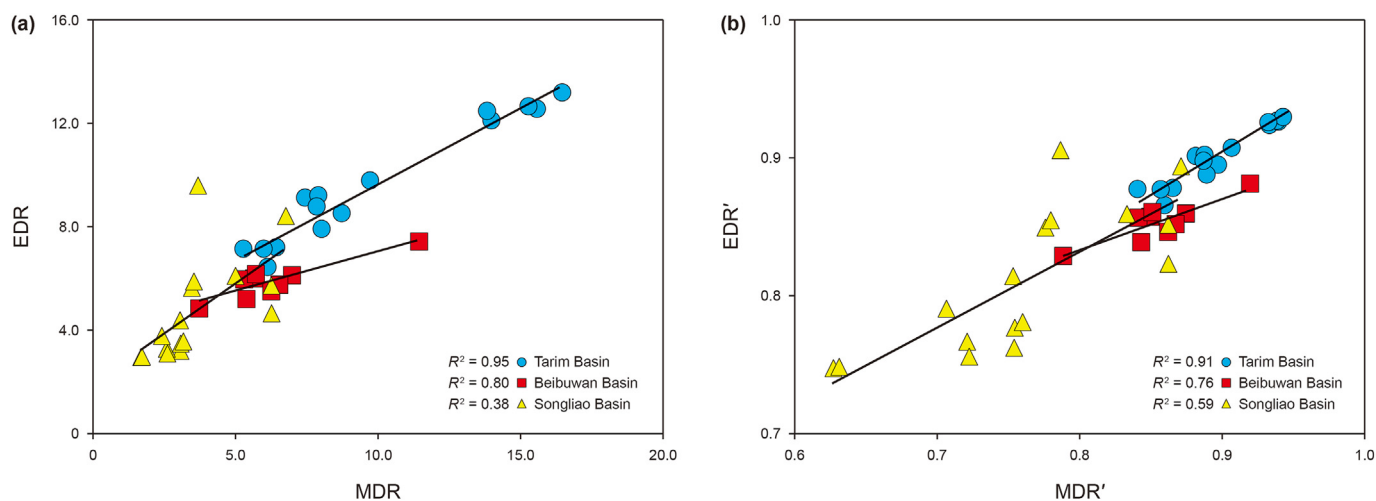 (a)
16.0
12.0
8.0
4.0
0
EDR
R² = 0.95 Tarim Basin
R² = 0.80 Beibuwan Basin
R² = 0.38 Songliao Basin
0 5.0 10.0 15.0 20.0
MDR
(b)
1.0
0.9
0.8
0.7
EDR′
R² = 0.91 Tarim Basin
R² = 0.76 Beibuwan Basin
R² = 0.59 Songliao Basin
0.6 0.7 0.8 0.9 1.0
MDR′